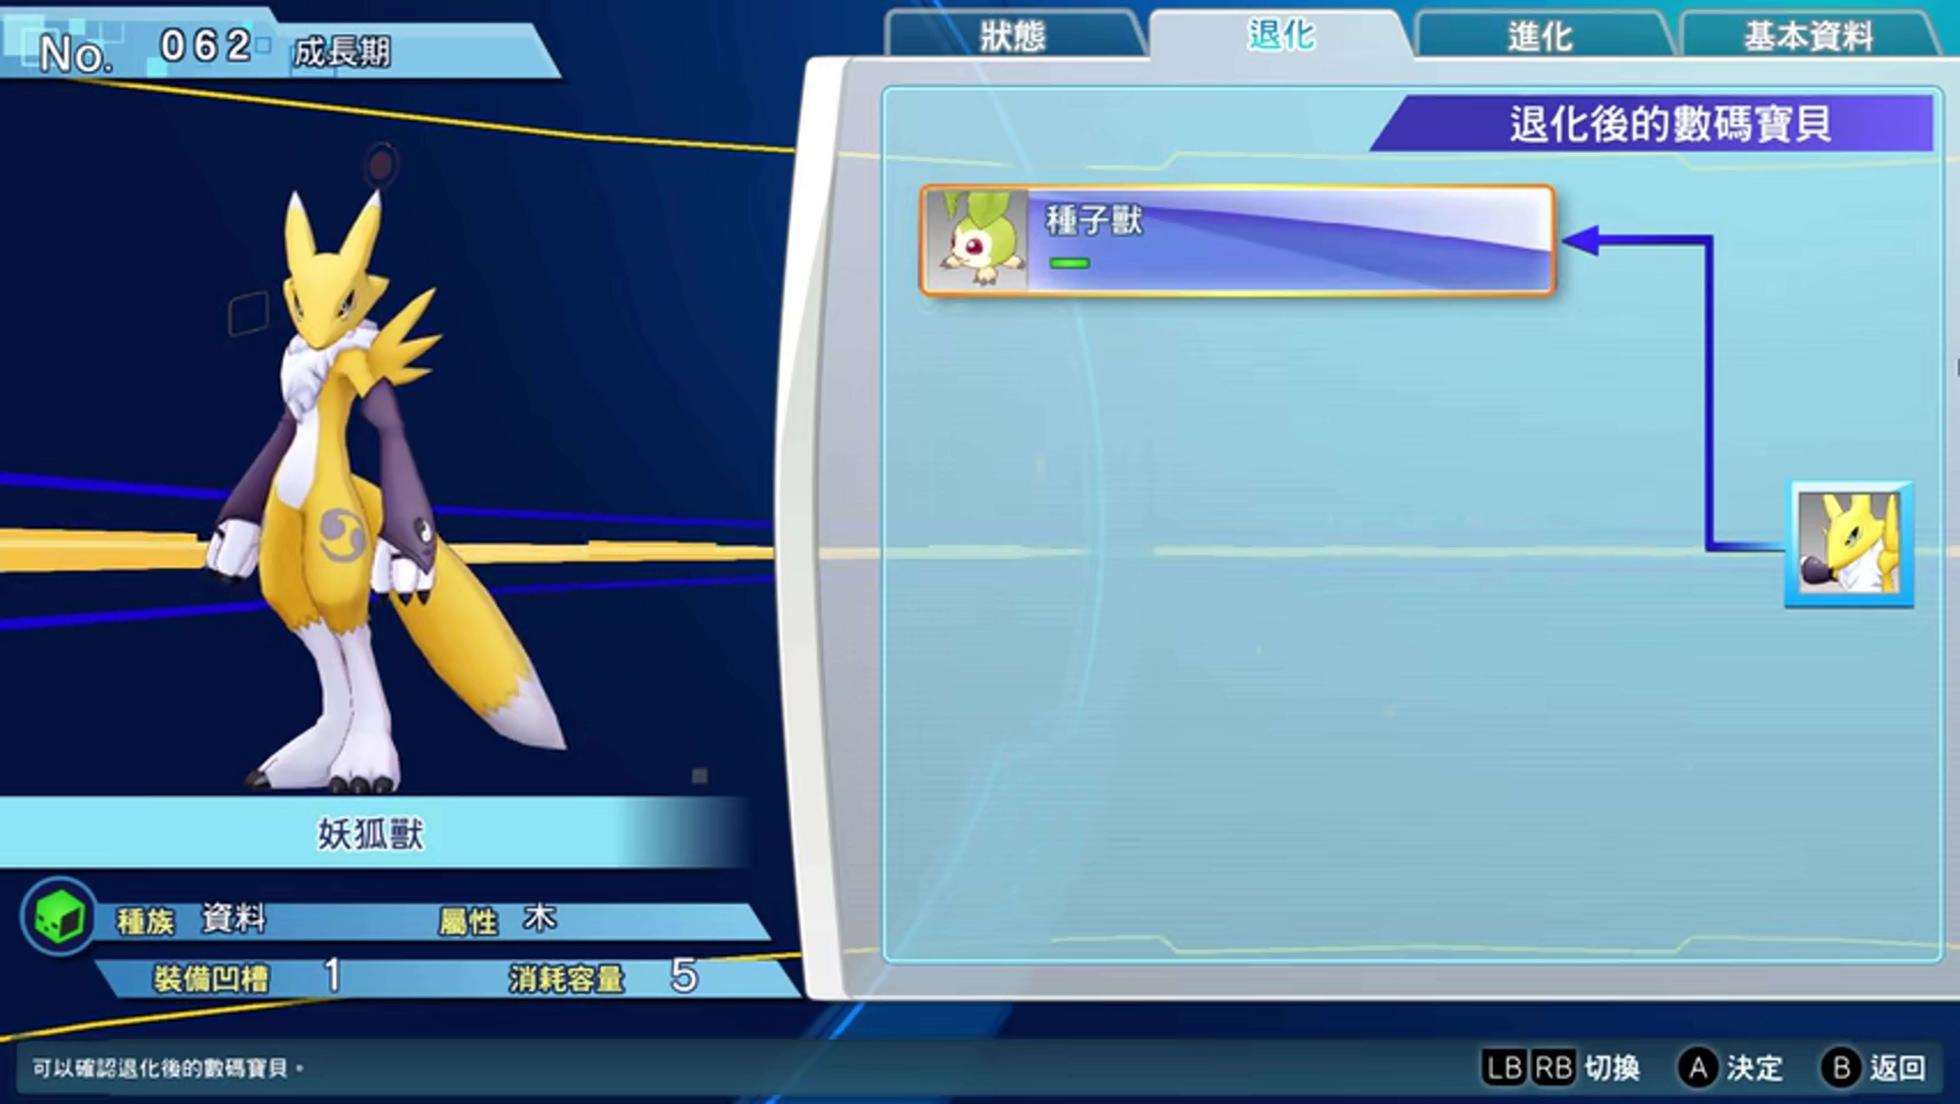 No. 062 成長期
狀態 退化 進化 基本資料
退化後的數碼寶貝
種子獸
妖狐獸
種族 資料 屬性 木
裝備凹槽 1 消耗容量 5
可以確認退化後的數碼寶貝。
LB RB 切換 A 決定 B 返回